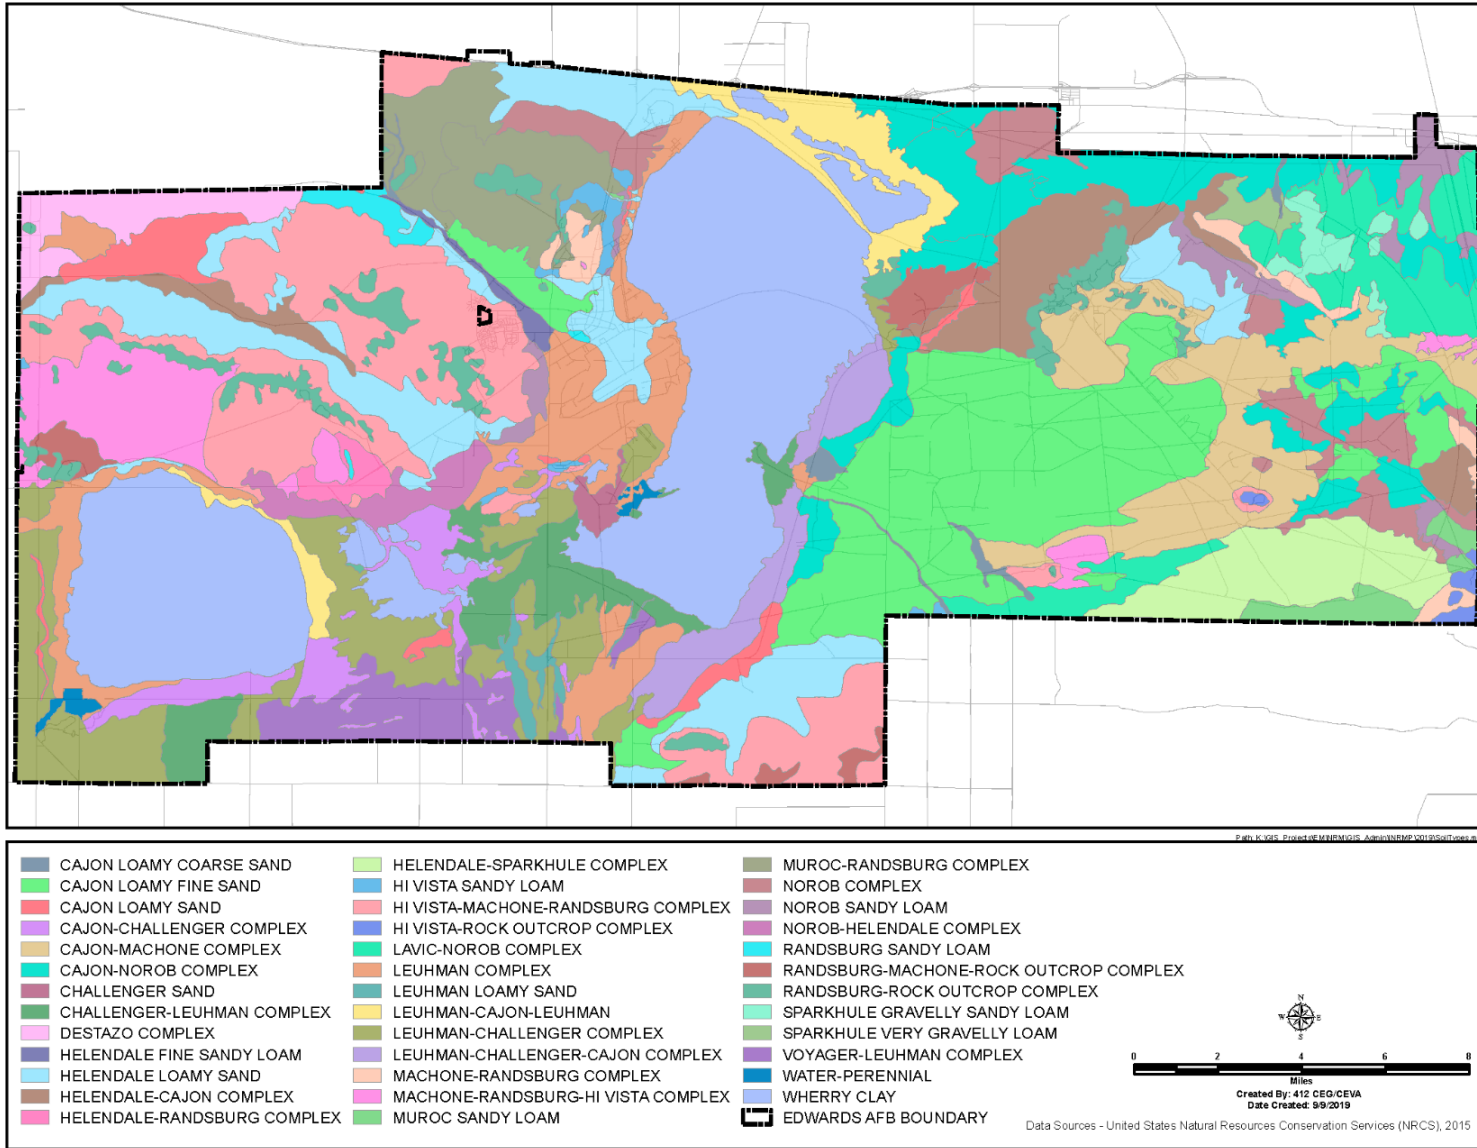 Path: K:\GIS_Projects\EM\NRM\GIS_Admin\INRMP\2019\SoilTypes.m
CAJON LOAMY COARSE SAND
CAJON LOAMY FINE SAND
CAJON LOAMY SAND
CAJON-CHALLENGER COMPLEX
CAJON-MACHONE COMPLEX
CAJON-NOROB COMPLEX
CHALLENGER SAND
CHALLENGER-LEUHMAN COMPLEX
DESTAZO COMPLEX
HELENDALE FINE SANDY LOAM
HELENDALE LOAMY SAND
HELENDALE-CAJON COMPLEX
HELENDALE-RANDSBURG COMPLEX
HELENDALE-SPARKHULE COMPLEX
HI VISTA SANDY LOAM
HI VISTA-MACHONE-RANDSBURG COMPLEX
HI VISTA-ROCK OUTCROP COMPLEX
LAVIC-NOROB COMPLEX
LEUHMAN COMPLEX
LEUHMAN LOAMY SAND
LEUHMAN-CAJON-LEUHMAN
LEUHMAN-CHALLENGER COMPLEX
LEUHMAN-CHALLENGER-CAJON COMPLEX
MACHONE-RANDSBURG COMPLEX
MACHONE-RANDSBURG-HI VISTA COMPLEX
MUROC SANDY LOAM
MUROC-RANDSBURG COMPLEX
NOROB COMPLEX
NOROB SANDY LOAM
NOROB-HELENDALE COMPLEX
RANDSBURG SANDY LOAM
RANDSBURG-MACHONE-ROCK OUTCROP COMPLEX
RANDSBURG-ROCK OUTCROP COMPLEX
SPARKHULE GRAVELLY SANDY LOAM
SPARKHULE VERY GRAVELLY LOAM
VOYAGER-LEUHMAN COMPLEX
WATER-PERENNIAL
WHERRY CLAY
EDWARDS AFB BOUNDARY
N
W E
S
0 2 4 6 8
Miles
Created By: 412 CEG/CEVA
Date Created: 9/9/2019
Data Sources - United States Natural Resources Conservation Services (NRCS), 2015